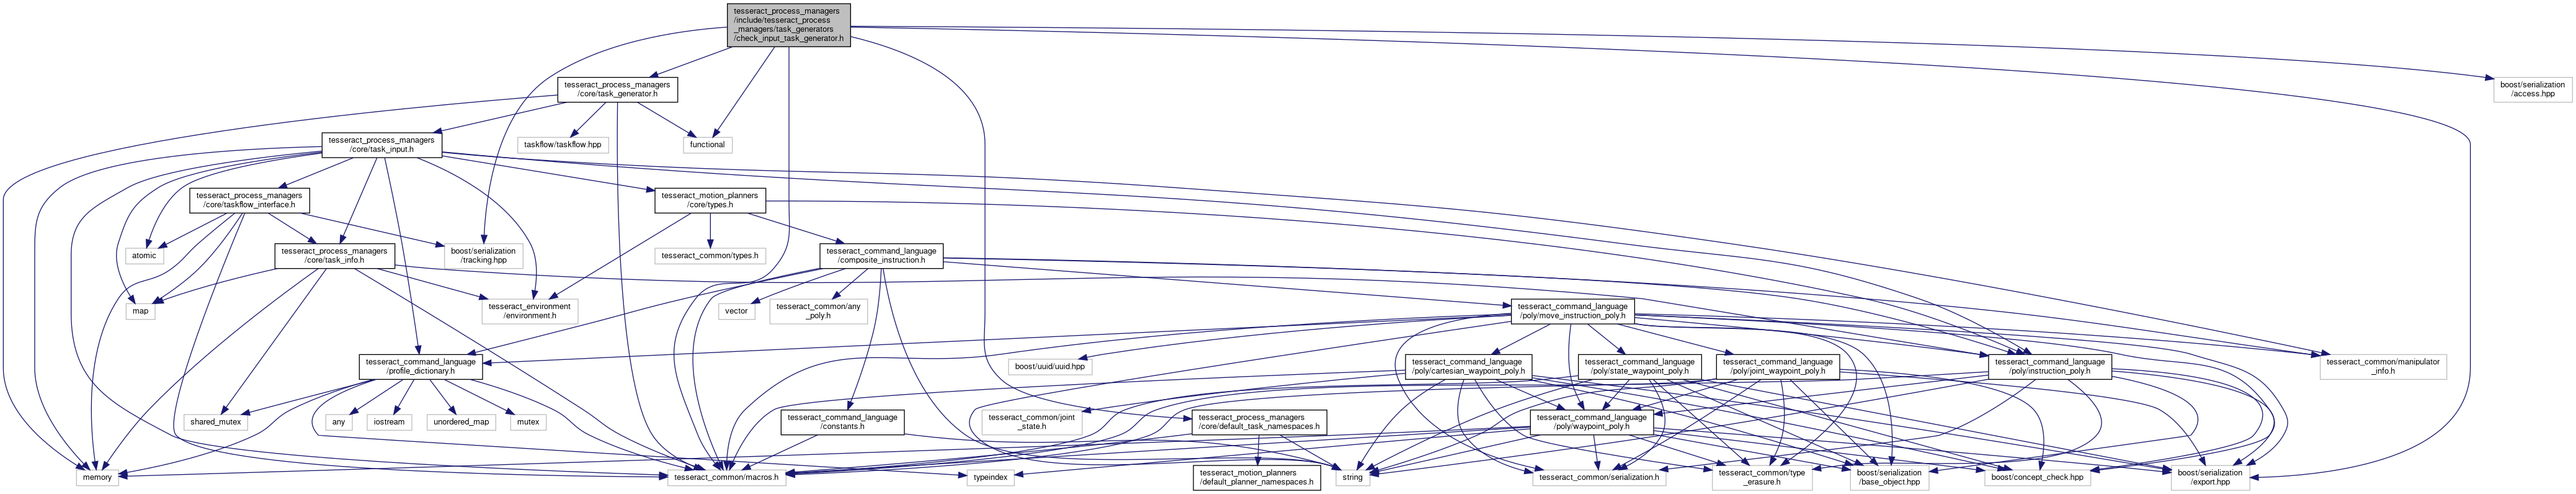 tesseract_process_managers
/include/tesseract_process
_managers/task_generators
/check_input_task_generator.h
boost/serialization
/access.hpp
tesseract_process_managers
/core/task_generator.h
taskflow/taskflow.hpp
functional
tesseract_process_managers
/core/task_input.h
tesseract_process_managers
/core/taskflow_interface.h
tesseract_motion_planners
/core/types.h
atomic
tesseract_process_managers
/core/task_info.h
boost/serialization
/tracking.hpp
tesseract_common/types.h
tesseract_command_language
/composite_instruction.h
map
tesseract_environment
/environment.h
vector
tesseract_common/any
_poly.h
tesseract_command_language
/poly/move_instruction_poly.h
tesseract_command_language
/profile_dictionary.h
boost/uuid/uuid.hpp
tesseract_command_language
/poly/cartesian_waypoint_poly.h
tesseract_command_language
/poly/state_waypoint_poly.h
tesseract_command_language
/poly/joint_waypoint_poly.h
tesseract_command_language
/poly/instruction_poly.h
tesseract_common/manipulator
_info.h
shared_mutex
any
iostream
unordered_map
mutex
tesseract_command_language
/constants.h
tesseract_common/joint
_state.h
tesseract_process_managers
/core/default_task_namespaces.h
tesseract_command_language
/poly/waypoint_poly.h
memory
tesseract_common/macros.h
typeindex
tesseract_motion_planners
/default_planner_namespaces.h
string
tesseract_common/serialization.h
tesseract_common/type
_erasure.h
boost/serialization
/base_object.hpp
boost/concept_check.hpp
boost/serialization
/export.hpp